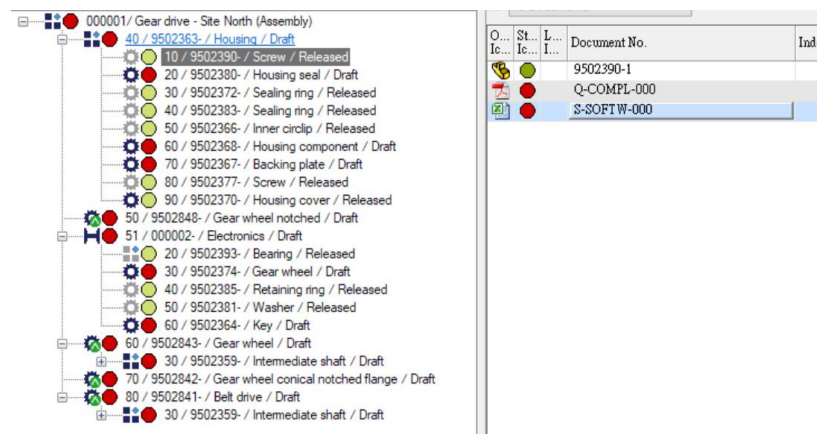 000001/ Gear drive - Site North (Assembly)
40 / 9502363- / Housing / Draft
10 / 9502390- / Screw / Released
20 / 9502380- / Housing seal / Draft
30 / 9502372- / Sealing ring / Released
40 / 9502383- / Sealing ring / Released
50 / 9502366- / Inner circlip / Released
60 / 9502368- / Housing component / Draft
70 / 9502367- / Backing plate / Draft
80 / 9502377- / Screw / Released
90 / 9502370- / Housing cover / Released
50 / 9502848- / Gear wheel notched / Draft
51 / 000002- / Electronics / Draft
20 / 9502393- / Bearing / Released
30 / 9502374- / Gear wheel / Draft
40 / 9502385- / Retaining ring / Released
50 / 9502381- / Washer / Released
60 / 9502364- / Key / Draft
60 / 9502843- / Gear wheel / Draft
30 / 9502359- / Intermediate shaft / Draft
70 / 9502842- / Gear wheel conical notched flange / Draft
80 / 9502841- / Belt drive / Draft
30 / 9502359- / Intermediate shaft / Draft
O... St... L... Document No. Ind
Ic... Ic... I...
9502390-1
Q-COMPL-000
S-SOFTW-000